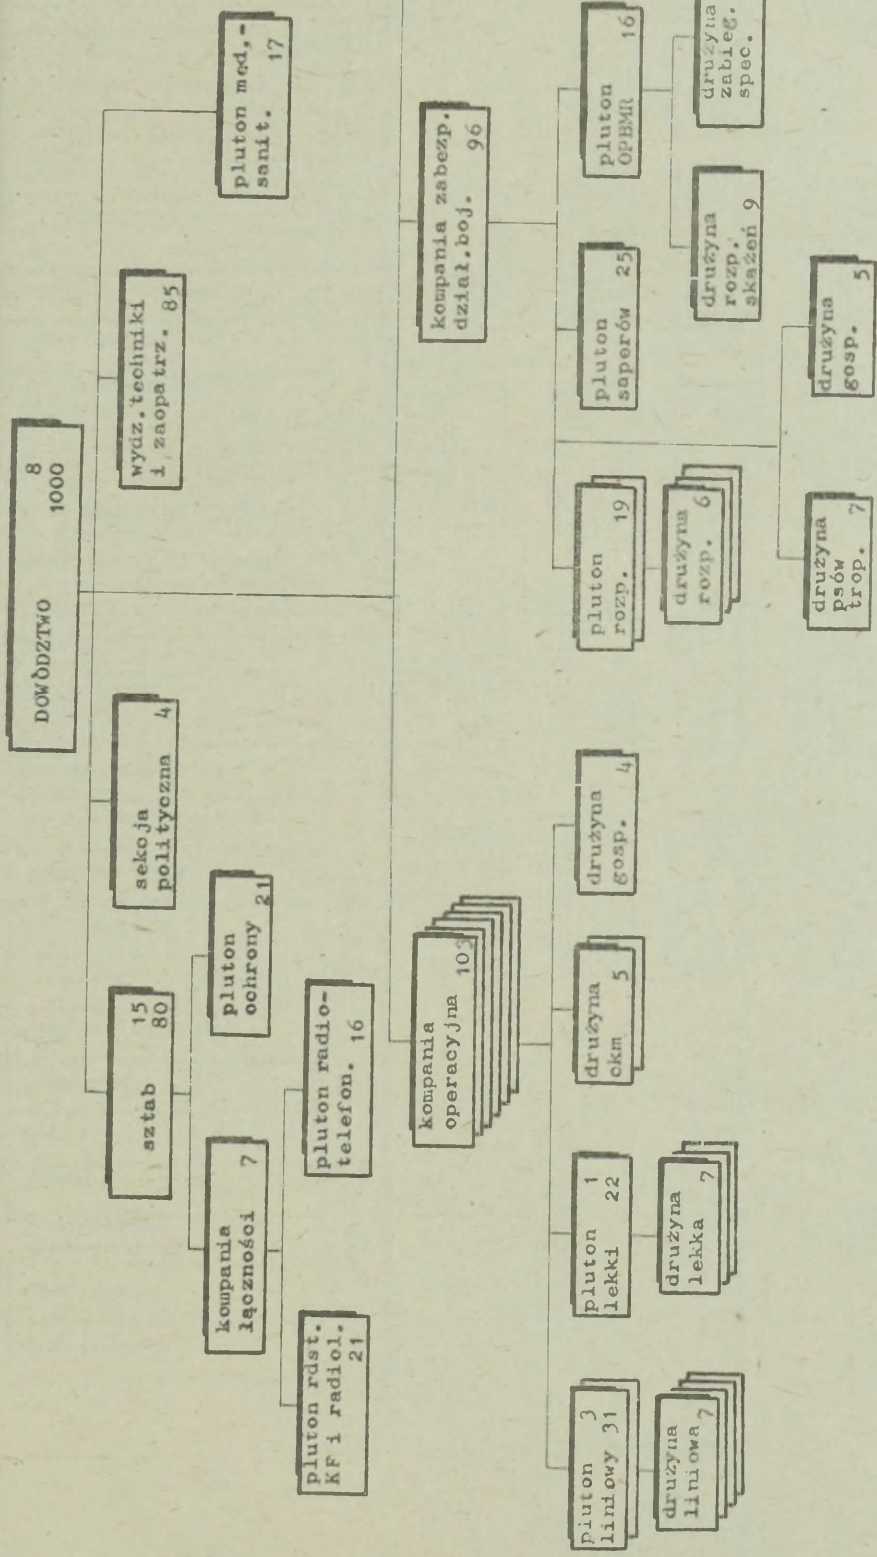 DOWÓDZTWO 8
1000
sztab 15
80
sekcja
polityczna 4
wydz.techniki
i zaopatrz. 85
pluton med.-
sanit. 17
kompania
łączności 7
pluton
ochrony 21
pluton rdst.
KF i radiol.
21
pluton radio-
telefon. 16
kompania
operacyjna 103
kompania zabezp.
dział.boj. 96
pluton 3
liniowy 31
pluton 1
lekki 22
drużyna
ckm 5
drużyna
gosp. 4
drużyna
liniowa 7
drużyna
lekka 7
pluton
rozp. 19
pluton
saperów 25
pluton 16
OPBMR
drużyna
rozp. 6
drużyna
rozp.
skażeń 9
drużyna
zabieg.
spec.
drużyna
psów
trop. 7
drużyna
gosp. 5